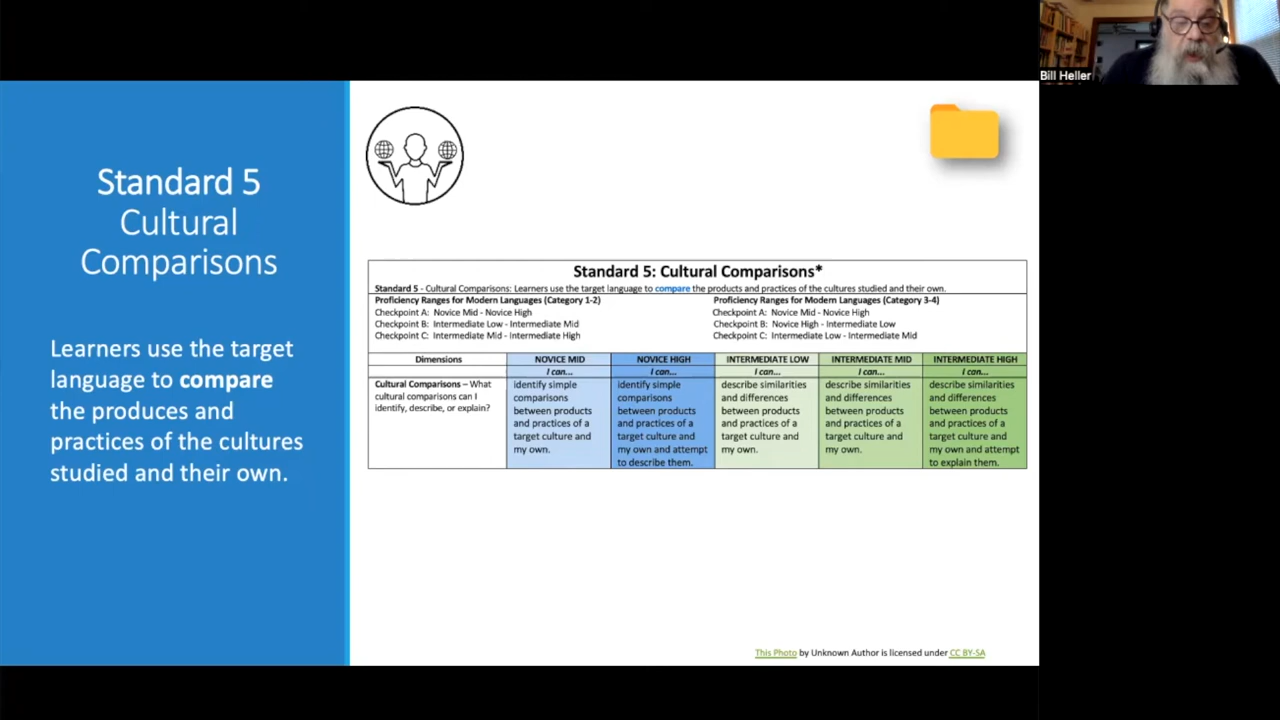 Bill Heller
Standard 5
Cultural
Comparisons
Learners use the target
language to compare
the produces and
practices of the cultures
studied and their own.
Standard 5: Cultural Comparisons*
Standard 5 - Cultural Comparisons: Learners use the target language to compare the products and practices of the cultures studied and their own.
Proficiency Ranges for Modern Languages (Category 1-2)
Checkpoint A: Novice Mid - Novice High
Checkpoint B: Intermediate Low - Intermediate Mid
Checkpoint C: Intermediate Mid - Intermediate High
Proficiency Ranges for Modern Languages (Category 3-4)
Checkpoint A: Novice Mid - Novice High
Checkpoint B: Novice High - Intermediate Low
Checkpoint C: Intermediate Low - Intermediate Mid
Dimensions
NOVICE MID
NOVICE HIGH
INTERMEDIATE LOW
INTERMEDIATE MID
INTERMEDIATE HIGH
I can...
I can...
I can...
I can...
I can...
Cultural Comparisons – What
cultural comparisons can I
identify, describe, or explain?
identify simple
comparisons
between products
and practices of a
target culture and
my own.
identify simple
comparisons
between products
and practices of a
target culture and
my own and attempt
to describe them.
describe similarities
and differences
between products
and practices of a
target culture and
my own.
describe similarities
and differences
between products
and practices of a
target culture and
my own.
describe similarities
and differences
between products
and practices of a
target culture and
my own and attempt
to explain them.
This Photo by Unknown Author is licensed under CC BY-SA